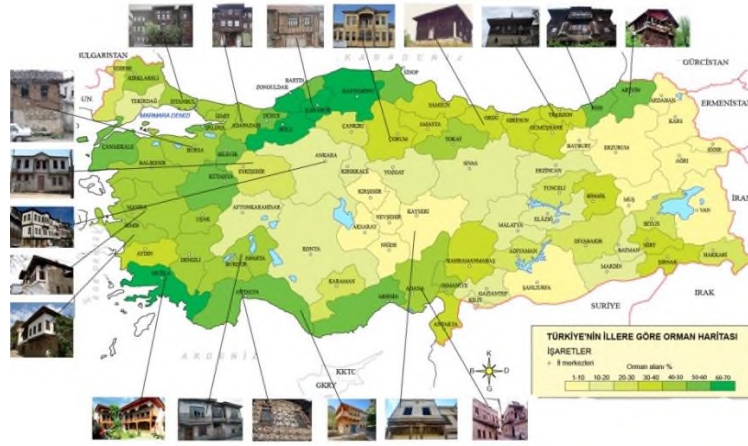 BULGARİSTAN
KARADENİZ
GÜRCİSTAN
ERMENİSTAN
İRAN
İRAN
IRAK
SURİYE
AKDENİZ
KKTC
GKRY
MARMARA DENİZİ
KIRKLARELİ
TEKİRDAĞ
İSTANBUL
ÇANAKKALE
BALIKESİR
BURSA
BİLECİK
KÜTAHYA
ESKİŞEHİR
MANİSA
İZMİR
UŞAK
AFYONKARAHİSAR
AYDIN
DENİZLİ
MUĞLA
BURDUR
ISPARTA
ANTALYA
İZMİT
ADAPAZARI
DÜZCE
BOLU
ZONGULDAK
BARTIN
KARABÜK
KASTAMONU
SİNOP
ÇANKIRI
ANKARA
KIRIKKALE
KIRŞEHİR
YOZGAT
ÇORUM
AMASYA
SAMSUN
TOKAT
ORDU
GİRESUN
GÜMÜŞHANE
TRABZON
RİZE
ARTVİN
ARDAHAN
KARS
IĞDIR
AĞRI
ERZURUM
BAYBURT
ERZİNCAN
SİVAS
TUNCELİ
BİNGÖL
MUŞ
BİTLİS
VAN
HAKKARİ
ŞIRNAK
SİİRT
BATMAN
MARDİN
DİYARBAKIR
ELAZIĞ
MALATYA
ADIYAMAN
ŞANLIURFA
GAZİANTEP
KİLİS
KAHRAMANMARAŞ
OSMANİYE
ANTAKYA
ADANA
MERSİN
KARAMAN
KONYA
AKSARAY
NİĞDE
NEVŞEHİR
KAYSERİ
K
B D
G
TÜRKİYE'NİN İLLERE GÖRE ORMAN HARİTASI
İŞARETLER
İl merkezleri
Orman alanı %
1-10 10-20 20-30 30-40 40-50 50-60 60-70